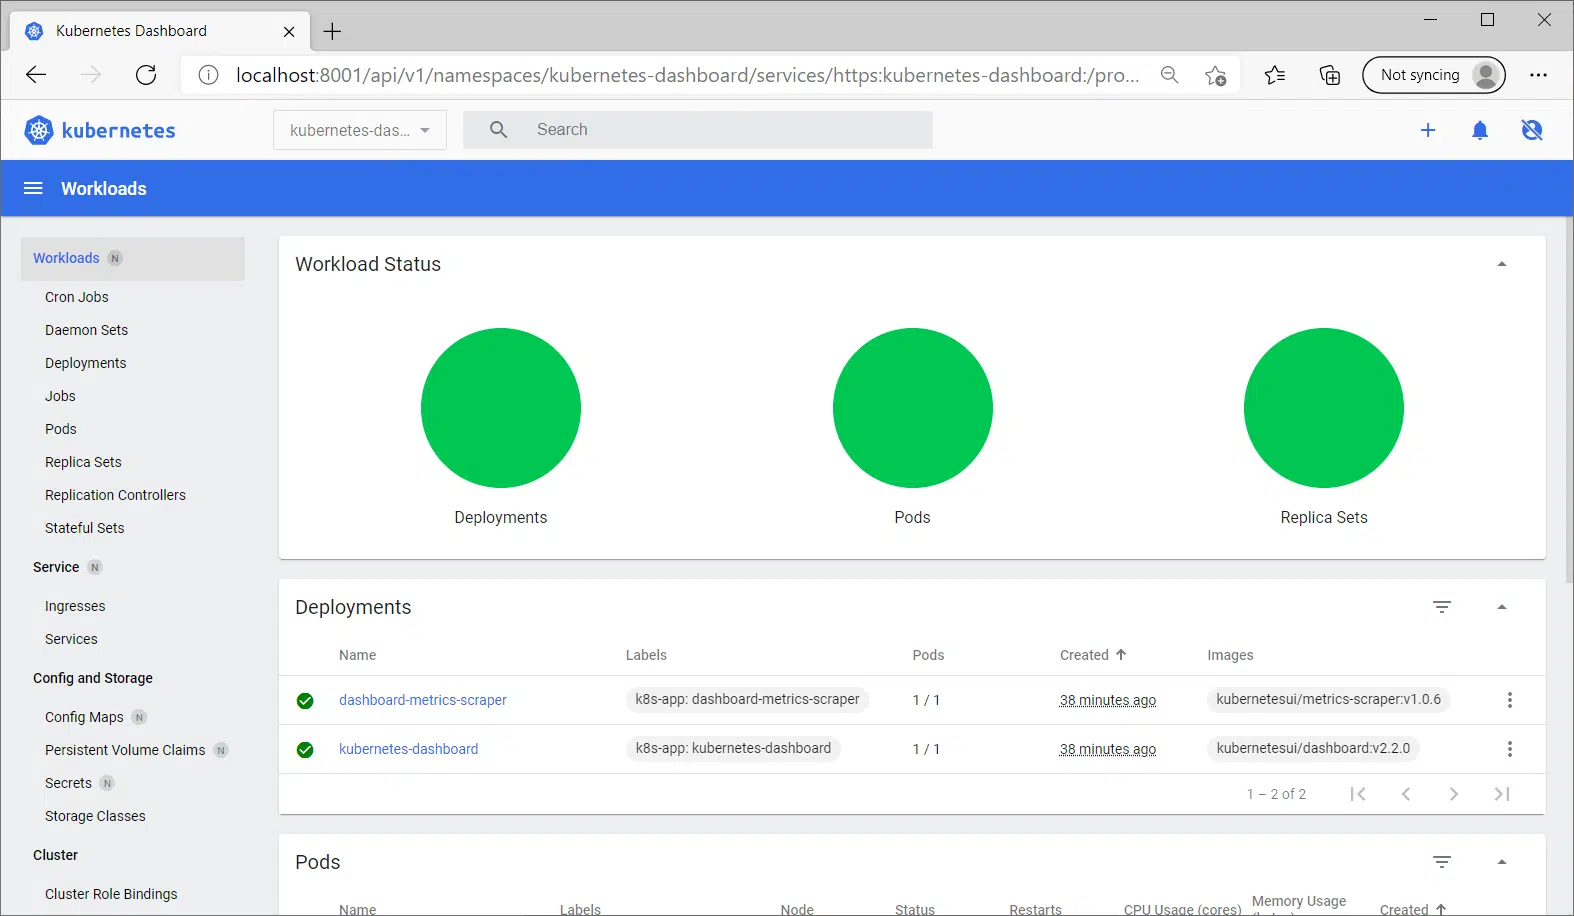 Kubernetes Dashboard
localhost:8001/api/v1/namespaces/kubernetes-dashboard/services/https:kubernetes-dashboard:/pro...
Not syncing
kubernetes
kubernetes-das...
Search
Workloads
Workloads N
Cron Jobs
Daemon Sets
Deployments
Jobs
Pods
Replica Sets
Replication Controllers
Stateful Sets
Service N
Ingresses
Services
Config and Storage
Config Maps N
Persistent Volume Claims N
Secrets N
Storage Classes
Cluster
Cluster Role Bindings
Workload Status
Deployments Pods Replica Sets
Deployments
Name Labels Pods Created Images
dashboard-metrics-scraper k8s-app: dashboard-metrics-scraper 1 / 1 38 minutes ago kubernetesui/metrics-scraper:v1.0.6
kubernetes-dashboard k8s-app: kubernetes-dashboard 1 / 1 38 minutes ago kubernetesui/dashboard:v2.2.0
1 – 2 of 2
Pods
Name Labels Node Status Restarts CPU Usage (cores) Memory Usage Created